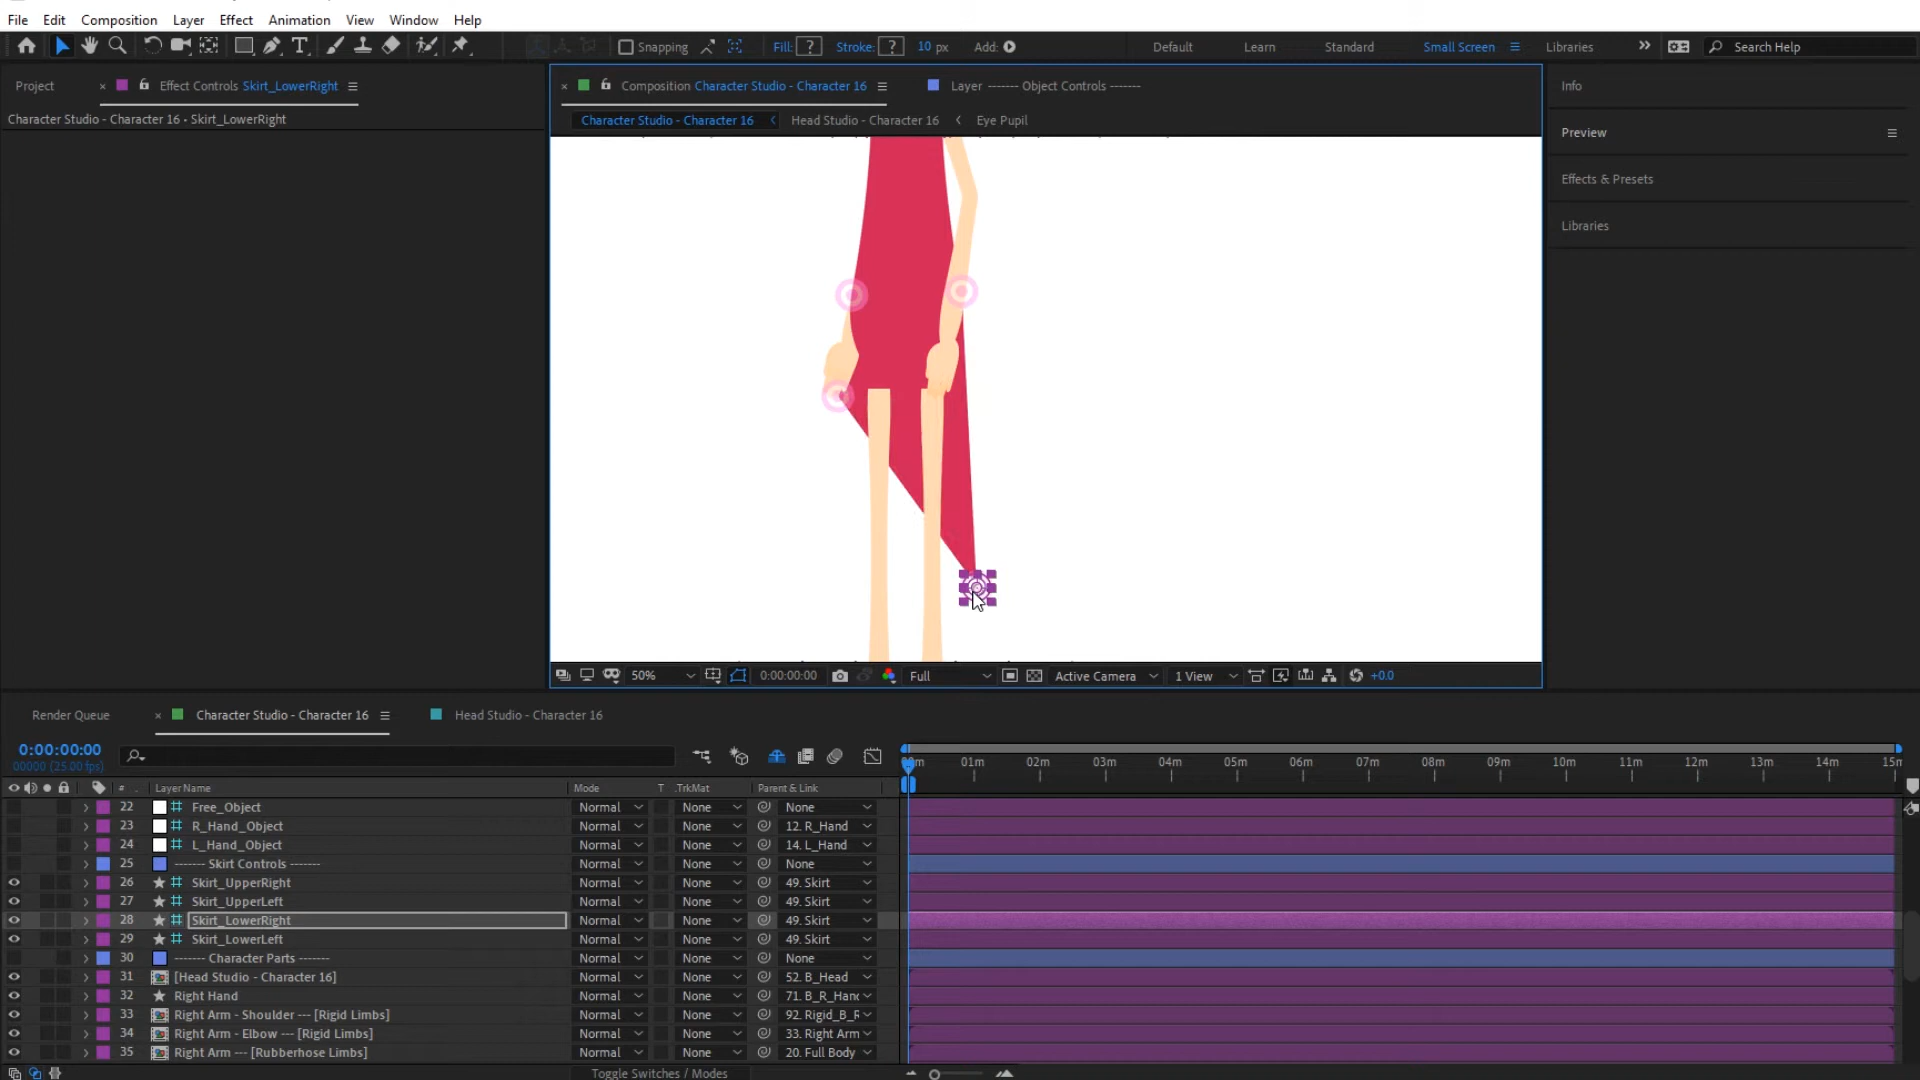 File Edit Composition Layer Effect Animation View Window Help
Snapping Fill: ? Stroke: ? 10 px Add: Default Learn Standard Small Screen Libraries Search Help
Project Effect Controls Skirt_LowerRight Composition Character Studio - Character 16 Layer ------- Object Controls ------- Info
Character Studio - Character 16 • Skirt_LowerRight Character Studio - Character 16 Head Studio - Character 16 Eye Pupil
Preview
Effects & Presets
Libraries
50% 0:00:00:00 Full Active Camera 1 View +0.0
Render Queue Character Studio - Character 16 Head Studio - Character 16
0:00:00:00
00000 (25.00 fps)
01m 02m 03m 04m 05m 06m 07m 08m 09m 10m 11m 12m 13m 14m 15m
# Layer Name Mode T .TrkMat Parent & Link
22 Free_Object Normal None None
23 R_Hand_Object Normal None 12. R_Hand
24 L_Hand_Object Normal None 14. L_Hand
25 ------- Skirt Controls ------- Normal None None
26 Skirt_UpperRight Normal None 49. Skirt
27 Skirt_UpperLeft Normal None 49. Skirt
28 Skirt_LowerRight Normal None 49. Skirt
29 Skirt_LowerLeft Normal None 49. Skirt
30 ------- Character Parts ------- Normal None None
31 [Head Studio - Character 16] Normal None 52. B_Head
32 Right Hand Normal None 71. B_R_Hand
33 Right Arm - Shoulder --- [Rigid Limbs] Normal None 92. Rigid_B_R
34 Right Arm - Elbow --- [Rigid Limbs] Normal None 33. Right Arm
35 Right Arm --- [Rubberhose Limbs] Normal None 20. Full Body
Toggle Switches / Modes